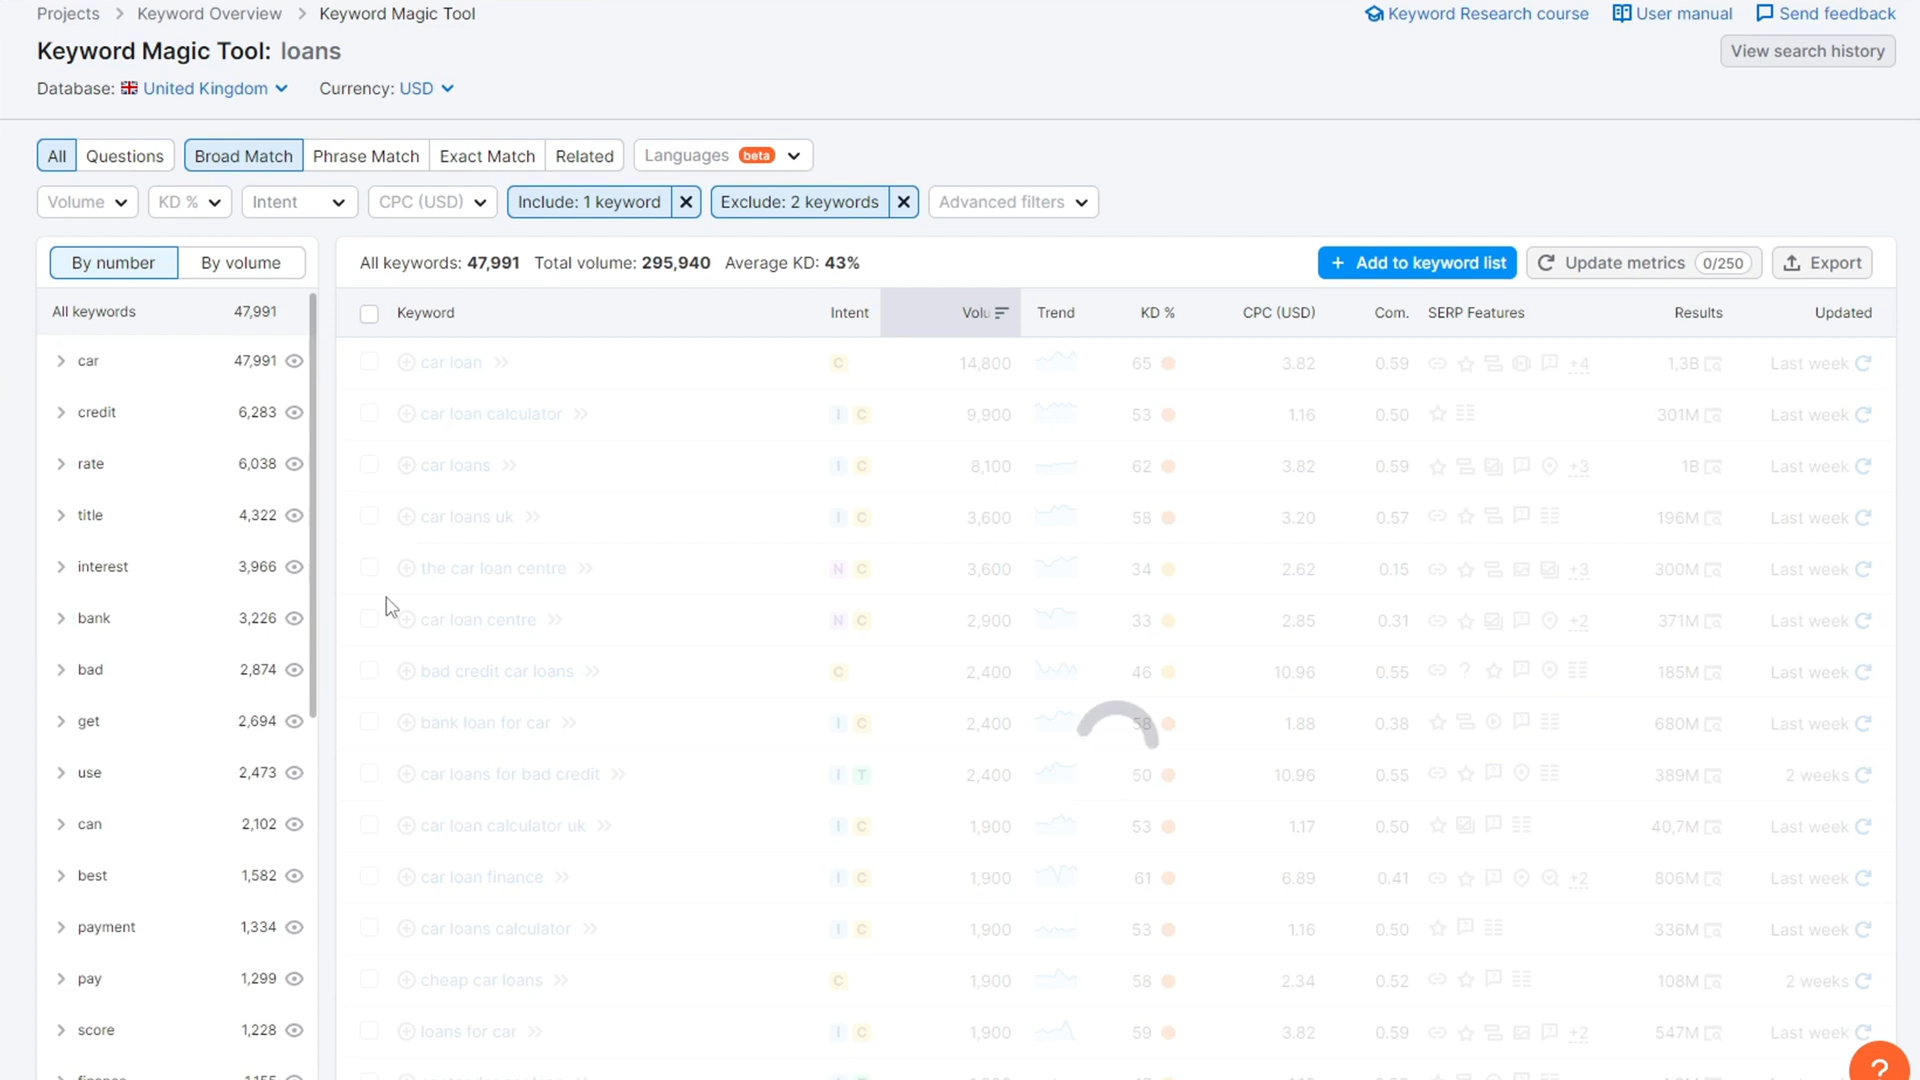 Projects > Keyword Overview > Keyword Magic Tool
Keyword Research course User manual Send feedback
Keyword Magic Tool: loans
View search history
Database: United Kingdom Currency: USD
All Questions Broad Match Phrase Match Exact Match Related Languages beta
Volume KD % Intent CPC (USD) Include: 1 keyword Exclude: 2 keywords Advanced filters
By number By volume
All keywords: 47,991 Total volume: 295,940 Average KD: 43%
+ Add to keyword list Update metrics 0/250 Export
All keywords 47,991
car 47,991
credit 6,283
rate 6,038
title 4,322
interest 3,966
bank 3,226
bad 2,874
get 2,694
use 2,473
can 2,102
best 1,582
payment 1,334
pay 1,299
score 1,228
Keyword Intent Volu Trend KD % CPC (USD) Com. SERP Features Results Updated
car loan C 14,800 65 3.82 0.59 +4 1,3B Last week
car loan calculator I C 9,900 53 1.16 0.50 301M Last week
car loans I C 8,100 62 3.82 0.59 +3 1B Last week
car loans uk I C 3,600 58 3.20 0.57 196M Last week
the car loan centre N C 3,600 34 2.62 0.15 +3 300M Last week
car loan centre N C 2,900 33 2.85 0.31 +2 371M Last week
bad credit car loans C 2,400 46 10.96 0.55 185M Last week
bank loan for car I C 2,400 58 1.88 0.38 680M Last week
car loans for bad credit I T 2,400 50 10.96 0.55 389M 2 weeks
car loan calculator uk I C 1,900 53 1.17 0.50 40,7M Last week
car loan finance I C 1,900 61 6.89 0.41 +2 806M Last week
car loans calculator I C 1,900 53 1.16 0.50 336M Last week
cheap car loans C 1,900 58 2.34 0.52 108M 2 weeks
loans for car I C 1,900 59 3.82 0.59 +2 547M Last week
?